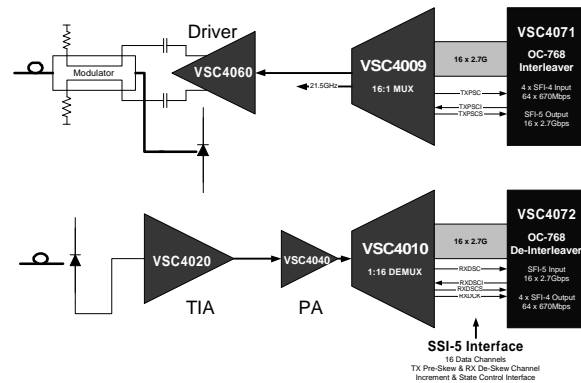 Driver
Modulator
VSC4060
21.5GHz
VSC4009
16:1 MUX
16 x 2.7G
TXPSC
TXPSCI
TXPSCS
VSC4071
OC-768
Interleaver
4 x SFI-4 Input
64 x 670Mbps
SFI-5 Output
16 x 2.7Gbps
VSC4020
TIA
VSC4040
PA
VSC4010
1:16 DEMUX
16 x 2.7G
RXDSC
RXDSCI
RXDSCS
RXDCK
VSC4072
OC-768
De-Interleaver
SFI-5 Input
16 x 2.7Gbps
4 x SFI-4 Output
64 x 670Mbps
SSI-5 Interface
16 Data Channels
TX Pre-Skew & RX De-Skew Channel
Increment & State Control Interface